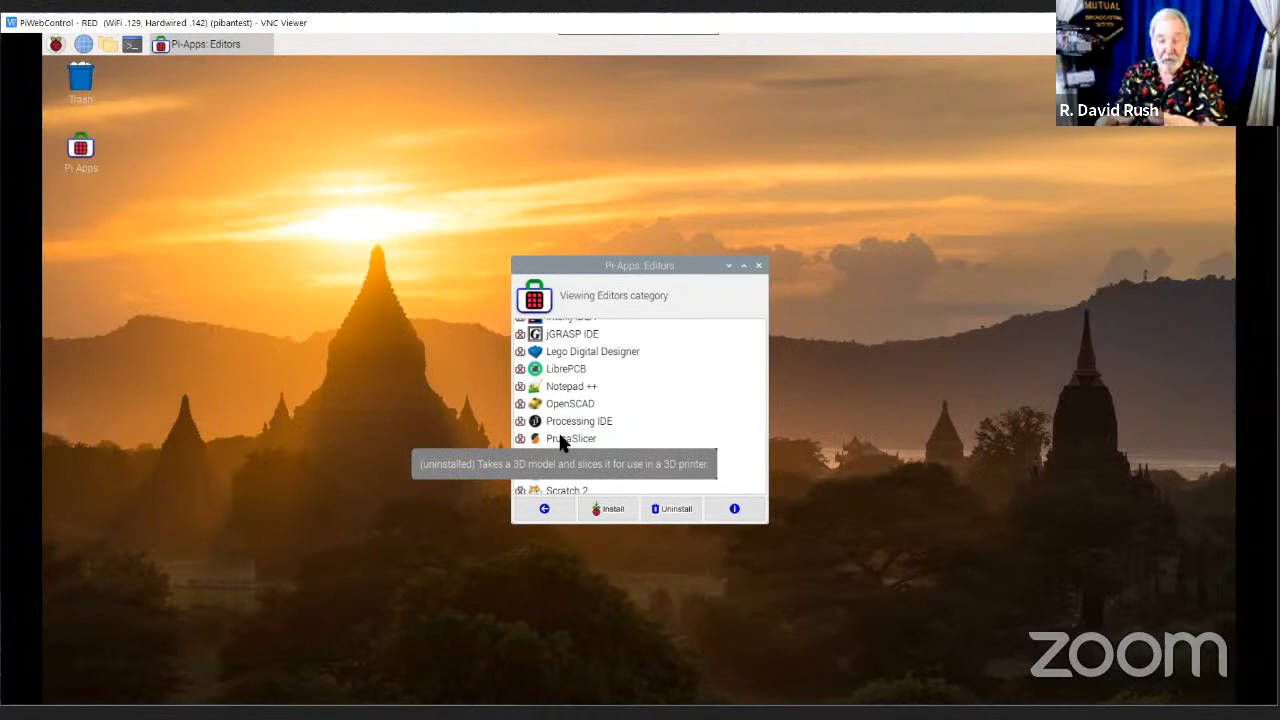 PiWebControl - RED (WiFi .129, Hardwired .142) (pibantest) - VNC Viewer
Pi-Apps: Editors
MUTUAL
R. David Rush
Trash
Pi Apps
Pi-Apps: Editors
Viewing Editors category
jGRASP IDE
Lego Digital Designer
LibrePCB
Notepad ++
OpenSCAD
Processing IDE
PrusaSlicer
(uninstalled) Takes a 3D model and slices it for use in a 3D printer.
Scratch 2
Install
Uninstall
zoom